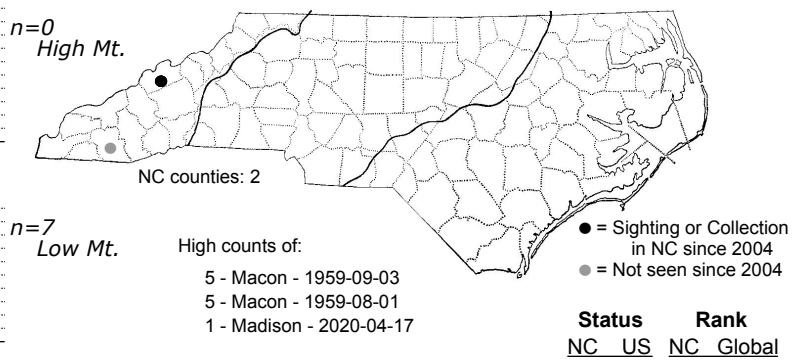 n=0
High Mt.
NC counties: 2
n=7
Low Mt.
High counts of:
5 - Macon - 1959-09-03
5 - Macon - 1959-08-01
1 - Madison - 2020-04-17
● = Sighting or Collection
in NC since 2004
● = Not seen since 2004
Status Rank
NC US NC Global